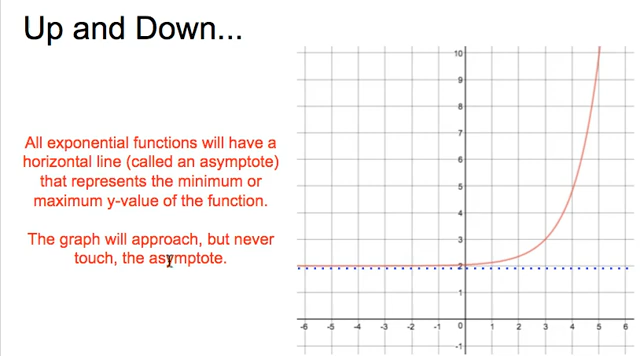 Up and Down...
All exponential functions will have a
horizontal line (called an asymptote)
that represents the minimum or
maximum y-value of the function.
The graph will approach, but never
touch, the asymptote.
10
9
8
7
6
5
4
3
2
1
-6 -5 -4 -3 -2 -1 0 1 2 3 4 5 6
-1